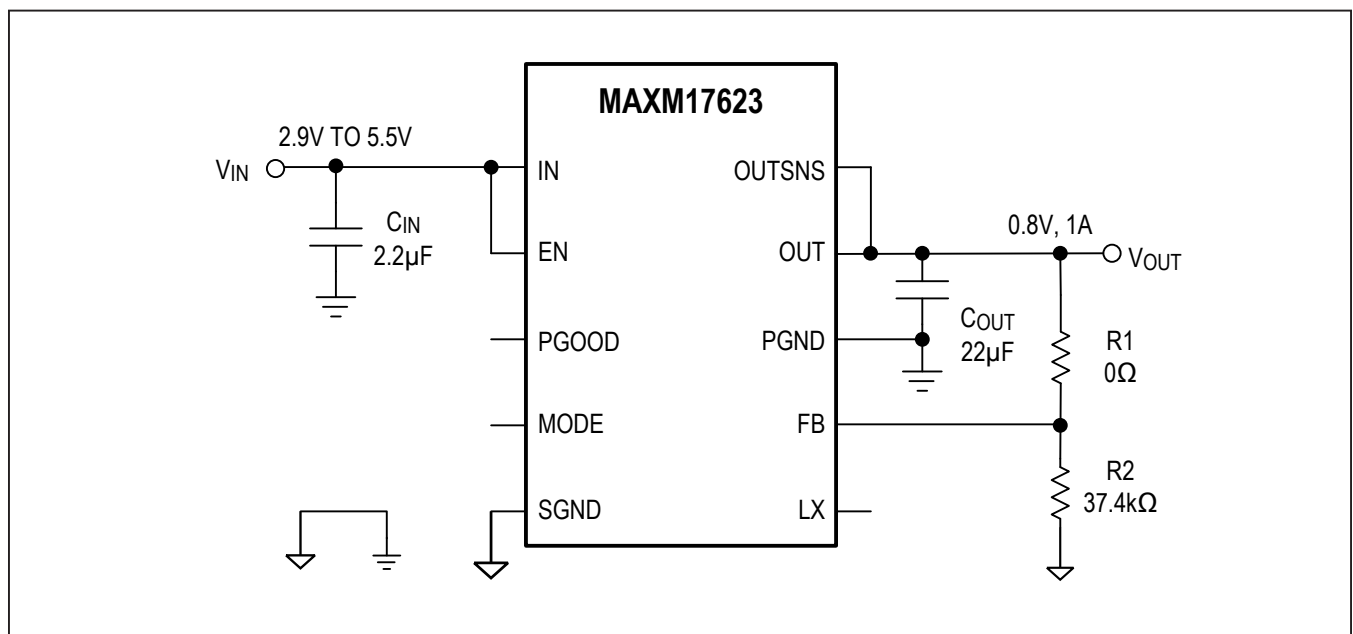 MAXM17623
2.9V TO 5.5V
VIN
CIN
2.2µF
IN
EN
PGOOD
MODE
SGND
OUTSNS
OUT
PGND
FB
LX
0.8V, 1A
VOUT
COUT
22µF
R1
0Ω
R2
37.4kΩ